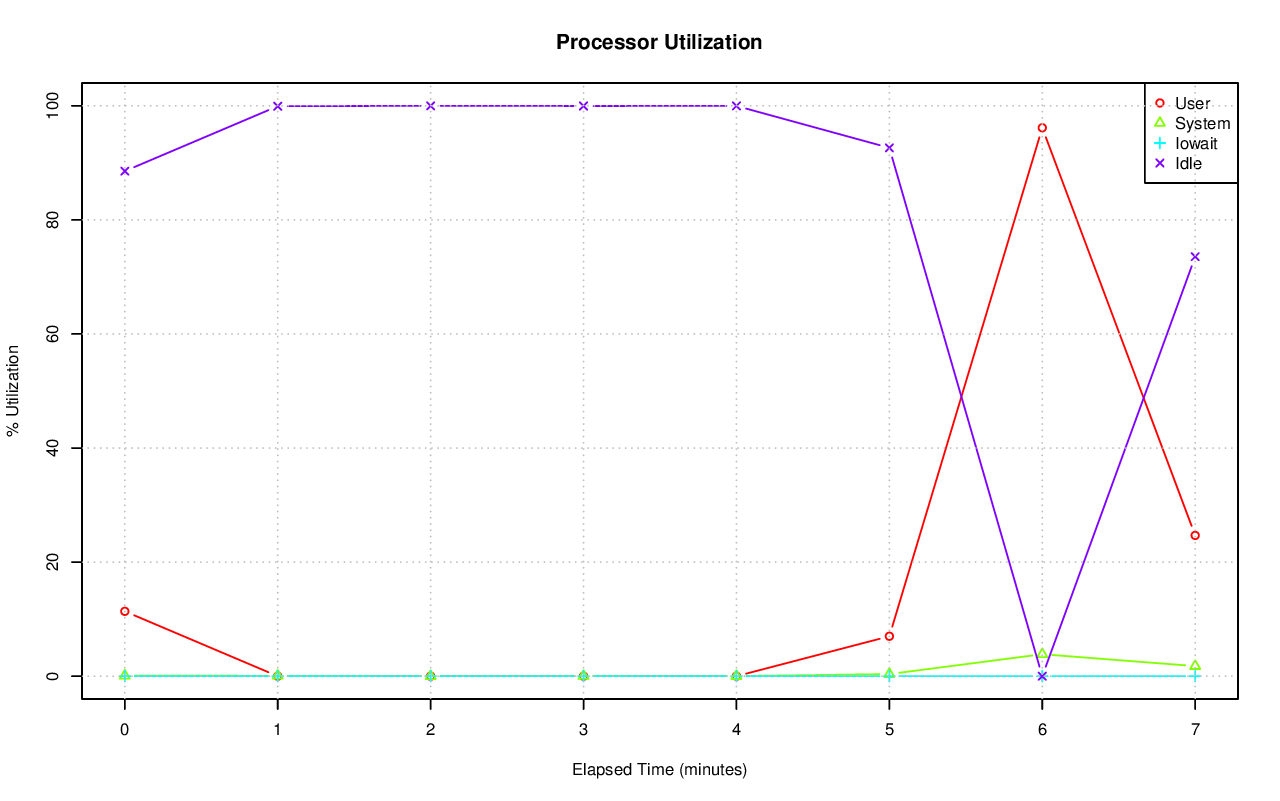 Processor Utilization
100
80
60
40
20
0
% Utilization
User
System
Iowait
Idle
0 1 2 3 4 5 6 7
Elapsed Time (minutes)